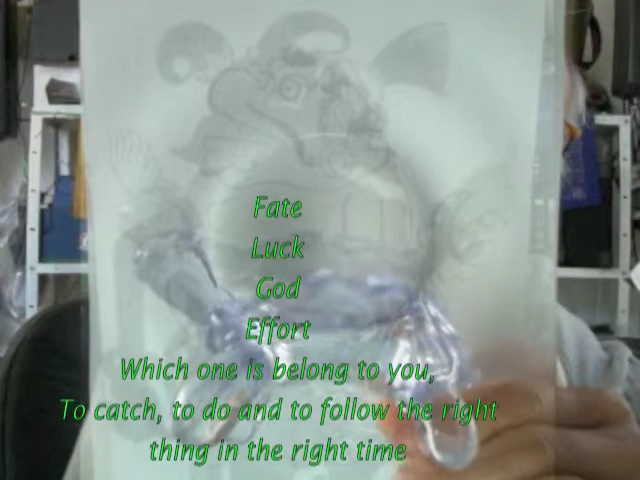 Fate
Luck
God
Effort
Which one is belong to you,
To catch, to do and to follow the right
thing in the right time